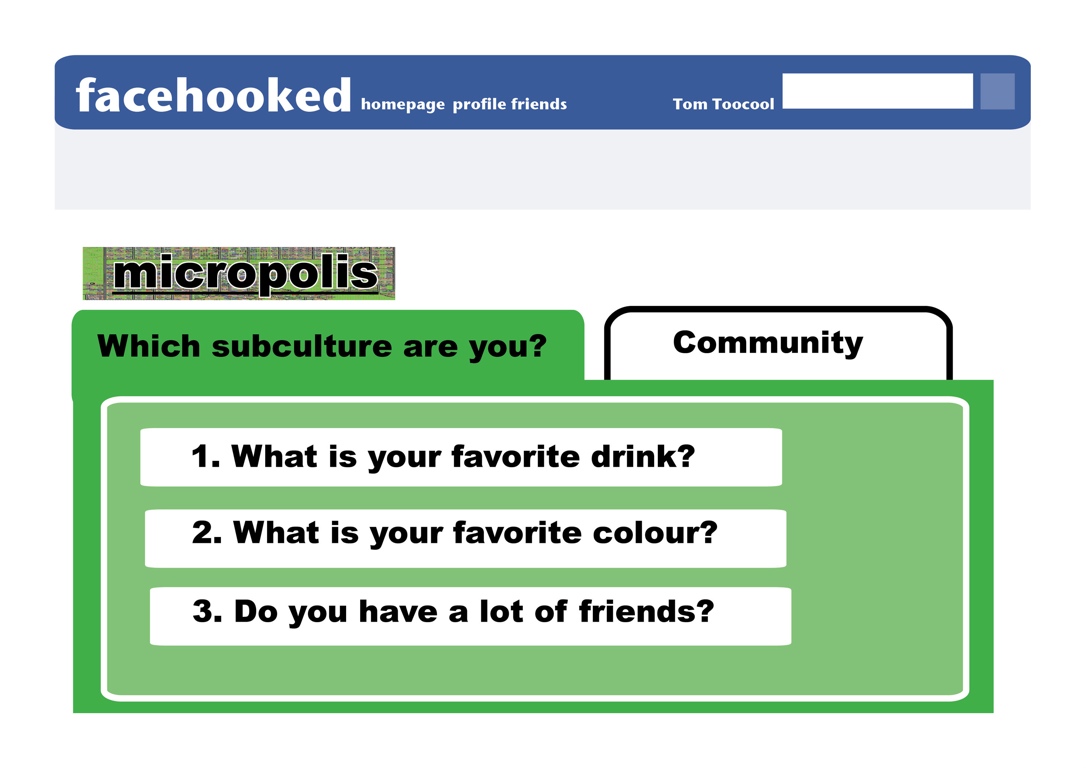 facehooked homepage profile friends Tom Toocool
micropolis
Which subculture are you? Community
1. What is your favorite drink?
2. What is your favorite colour?
3. Do you have a lot of friends?